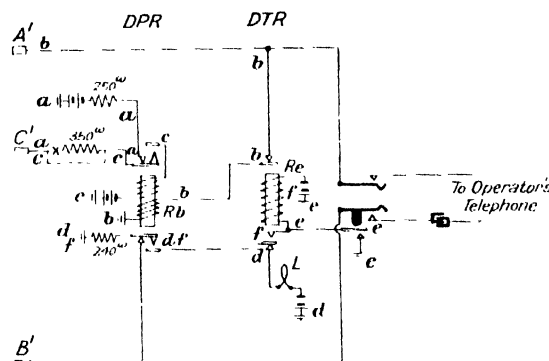 DPR DTR
A' b
250ω b
a a c
C' a 350ω a b Re
c c
c b f
Rb e
b
d f 240ω d.f f e e
To Operator's
Telephone
d L c
d
B'